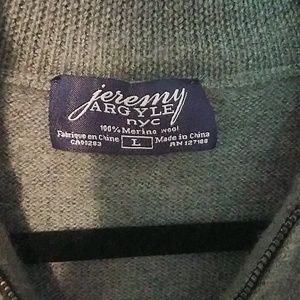 jeremy
ARGYLE
nyc
100% Merino wool
Fabriqué en Chine L Made in China
CA01283 RN 127188